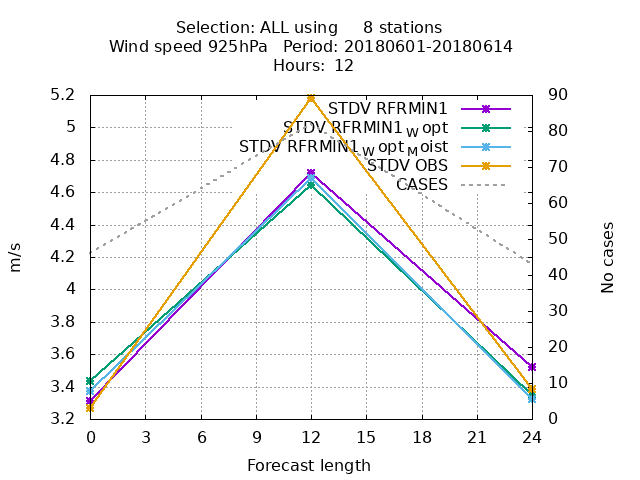 Selection: ALL using     8 stations
Wind speed 925hPa   Period: 20180601-20180614
Hours: 12
5.2
5
4.8
4.6
4.4
4.2
4
3.8
3.6
3.4
3.2
90
80
70
60
50
40
30
20
10
0
STDV RFRMIN1
STDV RFRMIN1_W opt
STDV RFRMIN1_W opt_M oist
STDV OBS
CASES
m/s
No cases
0 3 6 9 12 15 18 21 24
Forecast length